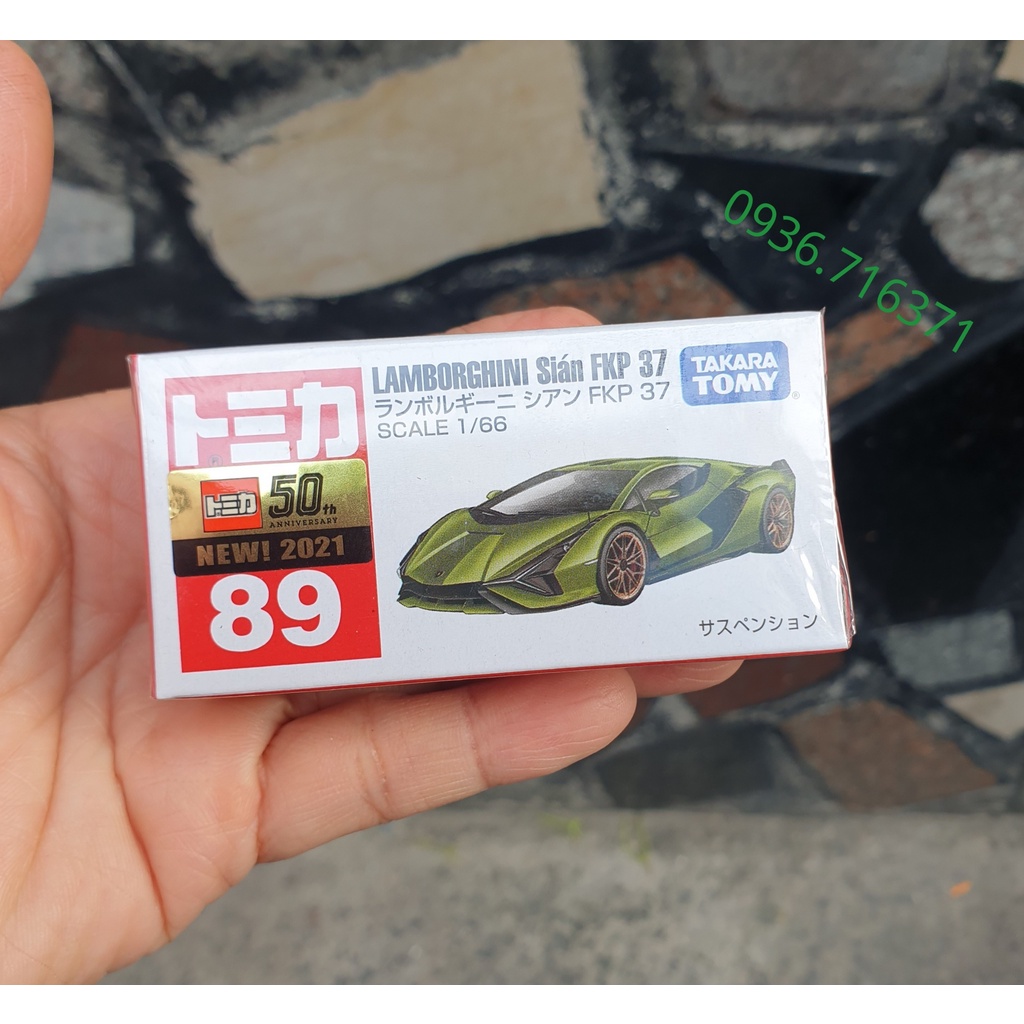 0936.716371
LAMBORGHINI Sián FKP 37
ランボルギーニ シアン FKP 37
SCALE 1/66
TAKARA
TOMY
®
トミカ
トミカ 50th
ANNIVERSARY
NEW! 2021
89
サスペンション